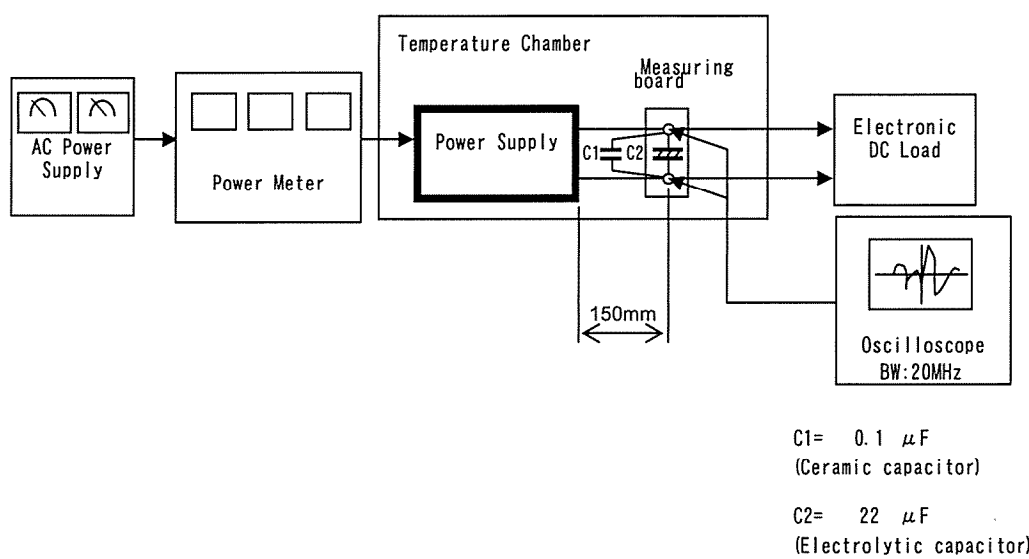 Temperature Chamber
Measuring
board
AC Power
Supply
Power Meter
Power Supply
C1
C2
Electronic
DC Load
150mm
Oscilloscope
BW:20MHz
C1= 0.1 μF
(Ceramic capacitor)
C2= 22 μF
(Electrolytic capacitor)